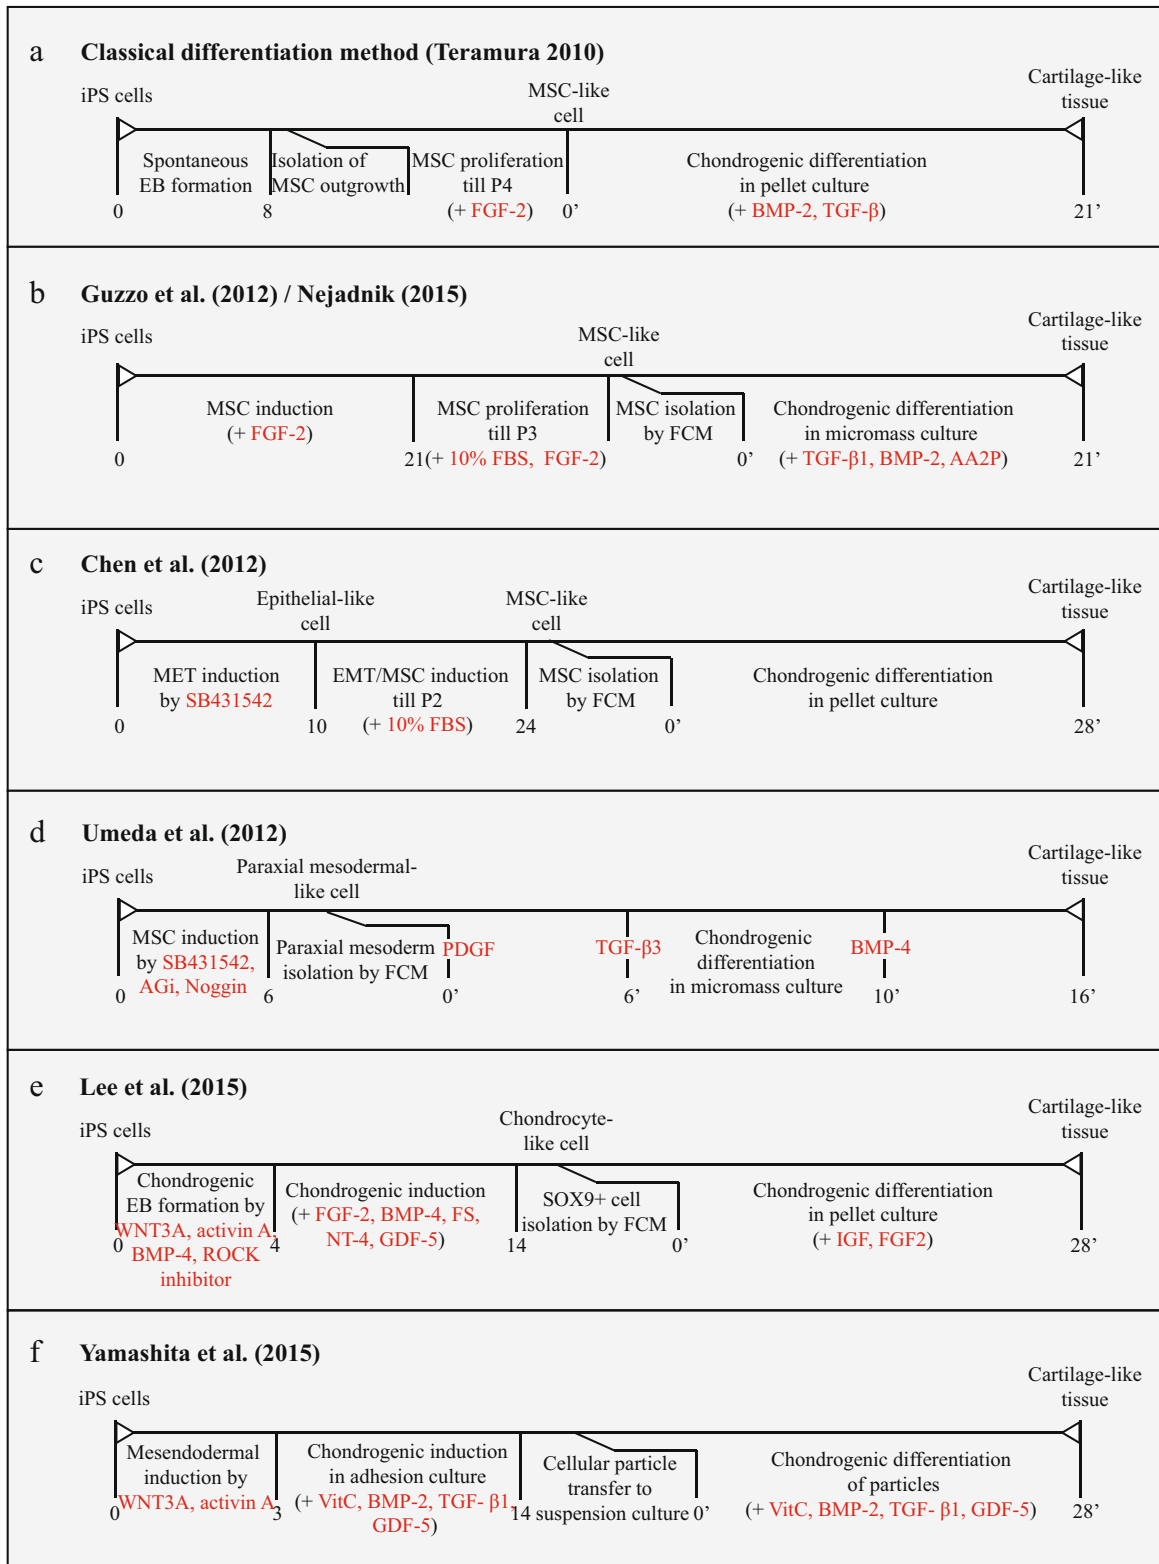 a Classical differentiation method (Teramura 2010)
iPS cells
MSC-like
cell
Cartilage-like
tissue
Spontaneous
EB formation
Isolation of
MSC outgrowth
MSC proliferation
till P4
(+ FGF-2)
Chondrogenic differentiation
in pellet culture
(+ BMP-2, TGF-β)
0 8 0’ 21’
b Guzzo et al. (2012) / Nejadnik (2015)
iPS cells
MSC-like
cell
Cartilage-like
tissue
MSC induction
(+ FGF-2)
MSC proliferation
till P3
(+ 10% FBS, FGF-2)
MSC isolation
by FCM
Chondrogenic differentiation
in micromass culture
(+ TGF-β1, BMP-2, AA2P)
0 21 0’ 21’
c Chen et al. (2012)
iPS cells
Epithelial-like
cell
MSC-like
cell
Cartilage-like
tissue
MET induction
by SB431542
EMT/MSC induction
till P2
(+ 10% FBS)
MSC isolation
by FCM
Chondrogenic differentiation
in pellet culture
0 10 24 0’ 28’
d Umeda et al. (2012)
iPS cells
Paraxial mesodermal-
like cell
Cartilage-like
tissue
MSC induction
by SB431542,
AGi, Noggin
Paraxial mesoderm
isolation by FCM
PDGF
TGF-β3
Chondrogenic
differentiation
in micromass culture
BMP-4
0 6 0’ 6’ 10’ 16’
e Lee et al. (2015)
iPS cells
Chondrocyte-
like cell
Cartilage-like
tissue
Chondrogenic
EB formation by
WNT3A, activin A,
BMP-4, ROCK
inhibitor
Chondrogenic induction
(+ FGF-2, BMP-4, FS,
NT-4, GDF-5)
SOX9+ cell
isolation by FCM
Chondrogenic differentiation
in pellet culture
(+ IGF, FGF2)
0 4 14 0’ 28’
f Yamashita et al. (2015)
iPS cells
Cartilage-like
tissue
Mesendodermal
induction by
WNT3A, activin A
Chondrogenic induction
in adhesion culture
(+ VitC, BMP-2, TGF- β1,
GDF-5)
Cellular particle
transfer to
suspension culture
Chondrogenic differentiation
of particles
(+ VitC, BMP-2, TGF- β1, GDF-5)
0 3 14 0’ 28’